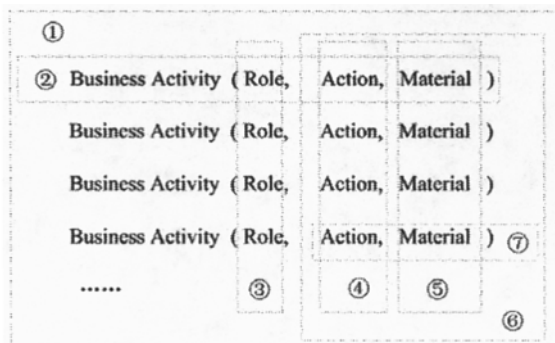 ①
② Business Activity ( Role, Action, Material )
Business Activity ( Role, Action, Material )
Business Activity ( Role, Action, Material )
Business Activity ( Role, Action, Material ) ⑦
...... ③ ④ ⑤
⑥